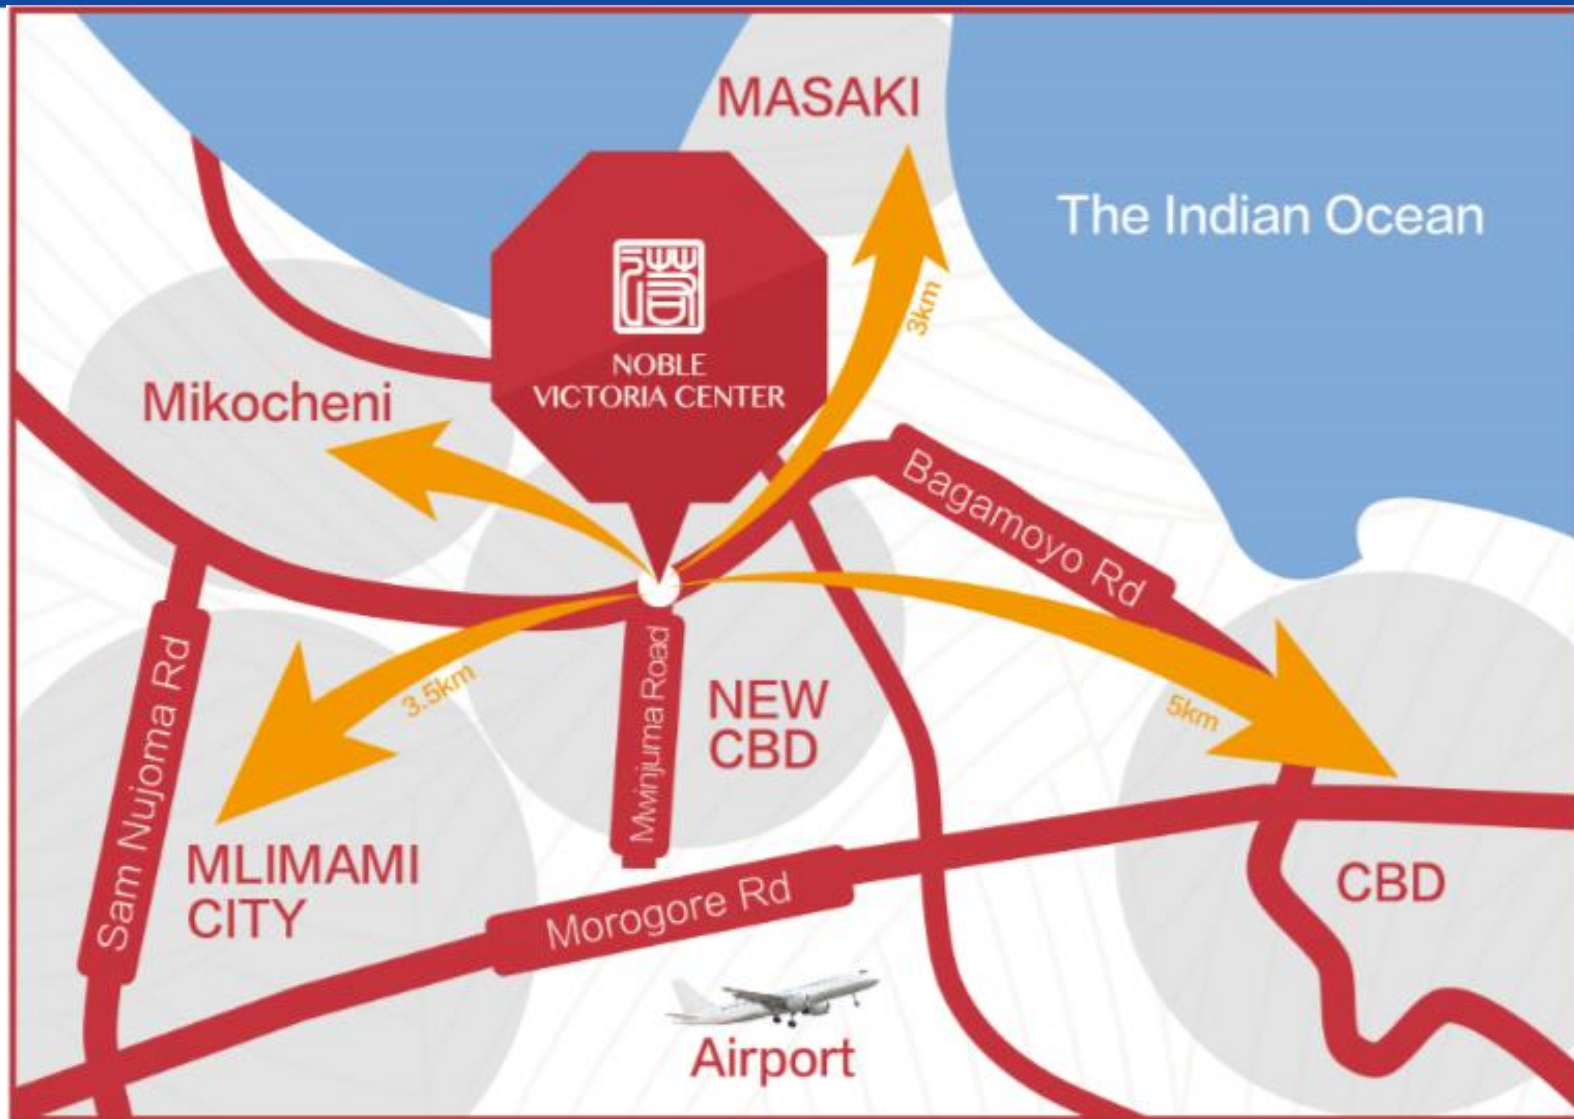 MASAKI
The Indian Ocean
3km
NOBLE
VICTORIA CENTER
Mikocheni
Bagamoyo Rd
Sam Nujoma Rd
3.5km
Mwinjuma Road
NEW
CBD
5km
MLIMAMI
CITY
Morogore Rd
CBD
Airport